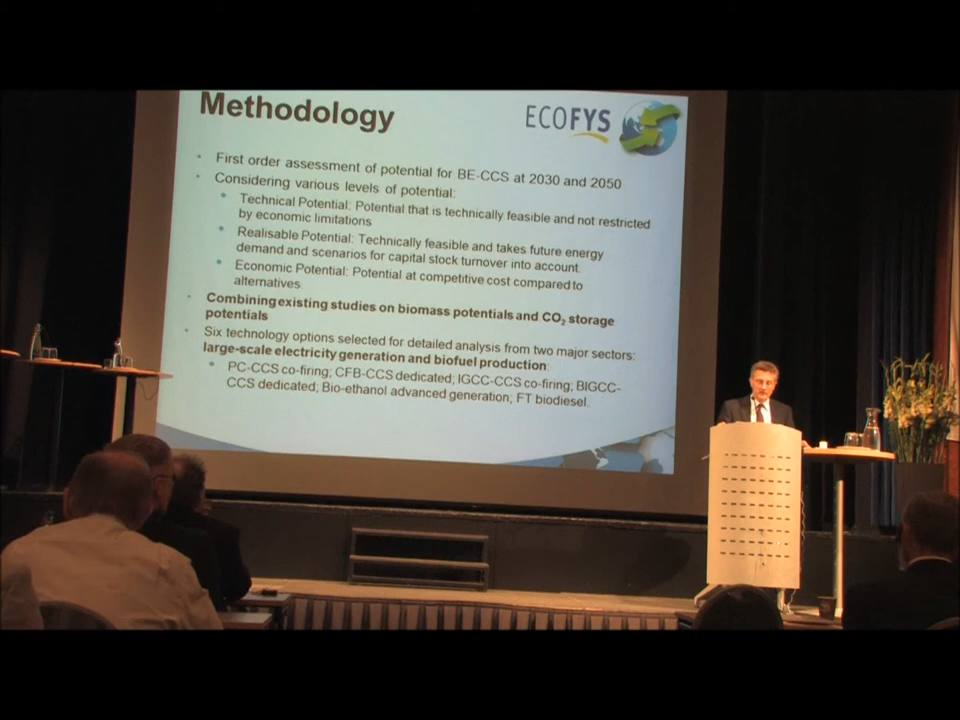 Methodology
ECOFYS
• First order assessment of potential for BE-CCS at 2030 and 2050
• Considering various levels of potential:
• Technical Potential: Potential that is technically feasible and not restricted
by economic limitations
• Realisable Potential: Technically feasible and takes future energy
demand and scenarios for capital stock turnover into account.
• Economic Potential: Potential at competitive cost compared to
alternatives.
• Combining existing studies on biomass potentials and CO₂ storage
potentials
• Six technology options selected for detailed analysis from two major sectors:
large-scale electricity generation and biofuel production:
• PC-CCS co-firing; CFB-CCS dedicated; IGCC-CCS co-firing; BIGCC-
CCS dedicated; Bio-ethanol advanced generation; FT biodiesel.